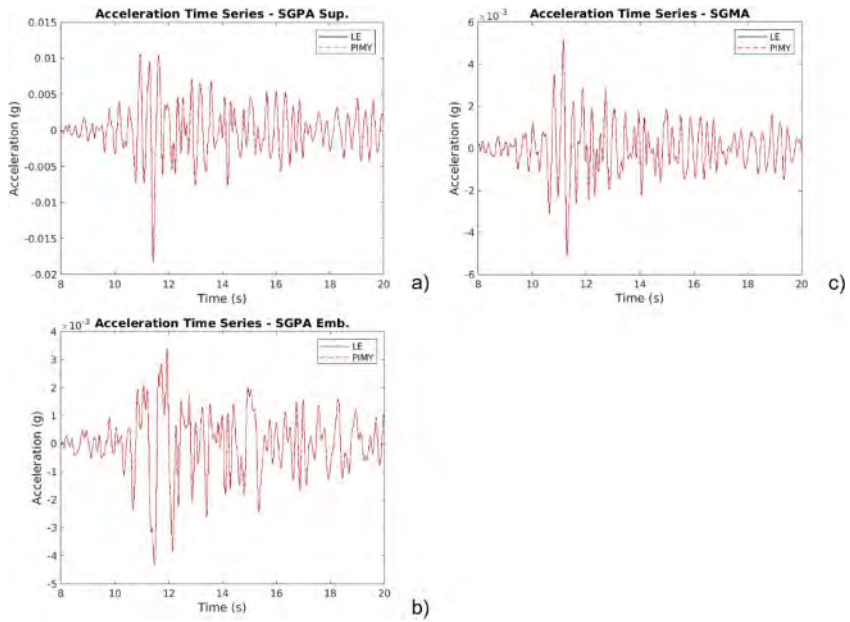 Acceleration Time Series - SGPA Sup.
0.015
0.01
0.005
0
-0.005
-0.01
-0.015
-0.02
Acceleration (g)
LE
PIMY
8 10 12 14 16 18 20
Time (s)
a)
Acceleration Time Series - SGMA
×10-3
6
4
2
0
-2
-4
-6
Acceleration (g)
LE
PIMY
8 10 12 14 16 18 20
Time (s)
c)
Acceleration Time Series - SGPA Emb.
×10-3
4
3
2
1
0
-1
-2
-3
-4
-5
Acceleration (g)
LE
PIMY
8 10 12 14 16 18 20
Time (s)
b)